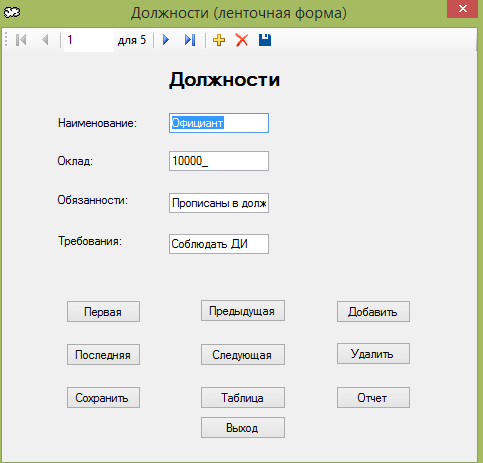 Должности (ленточная форма)
1 для 5
Должности
Наименование: Официант
Оклад: 10000_
Обязанности: Прописаны в долж
Требования: Соблюдать ДИ
Первая Предыдущая Добавить
Последняя Следующая Удалить
Сохранить Таблица Отчет
Выход